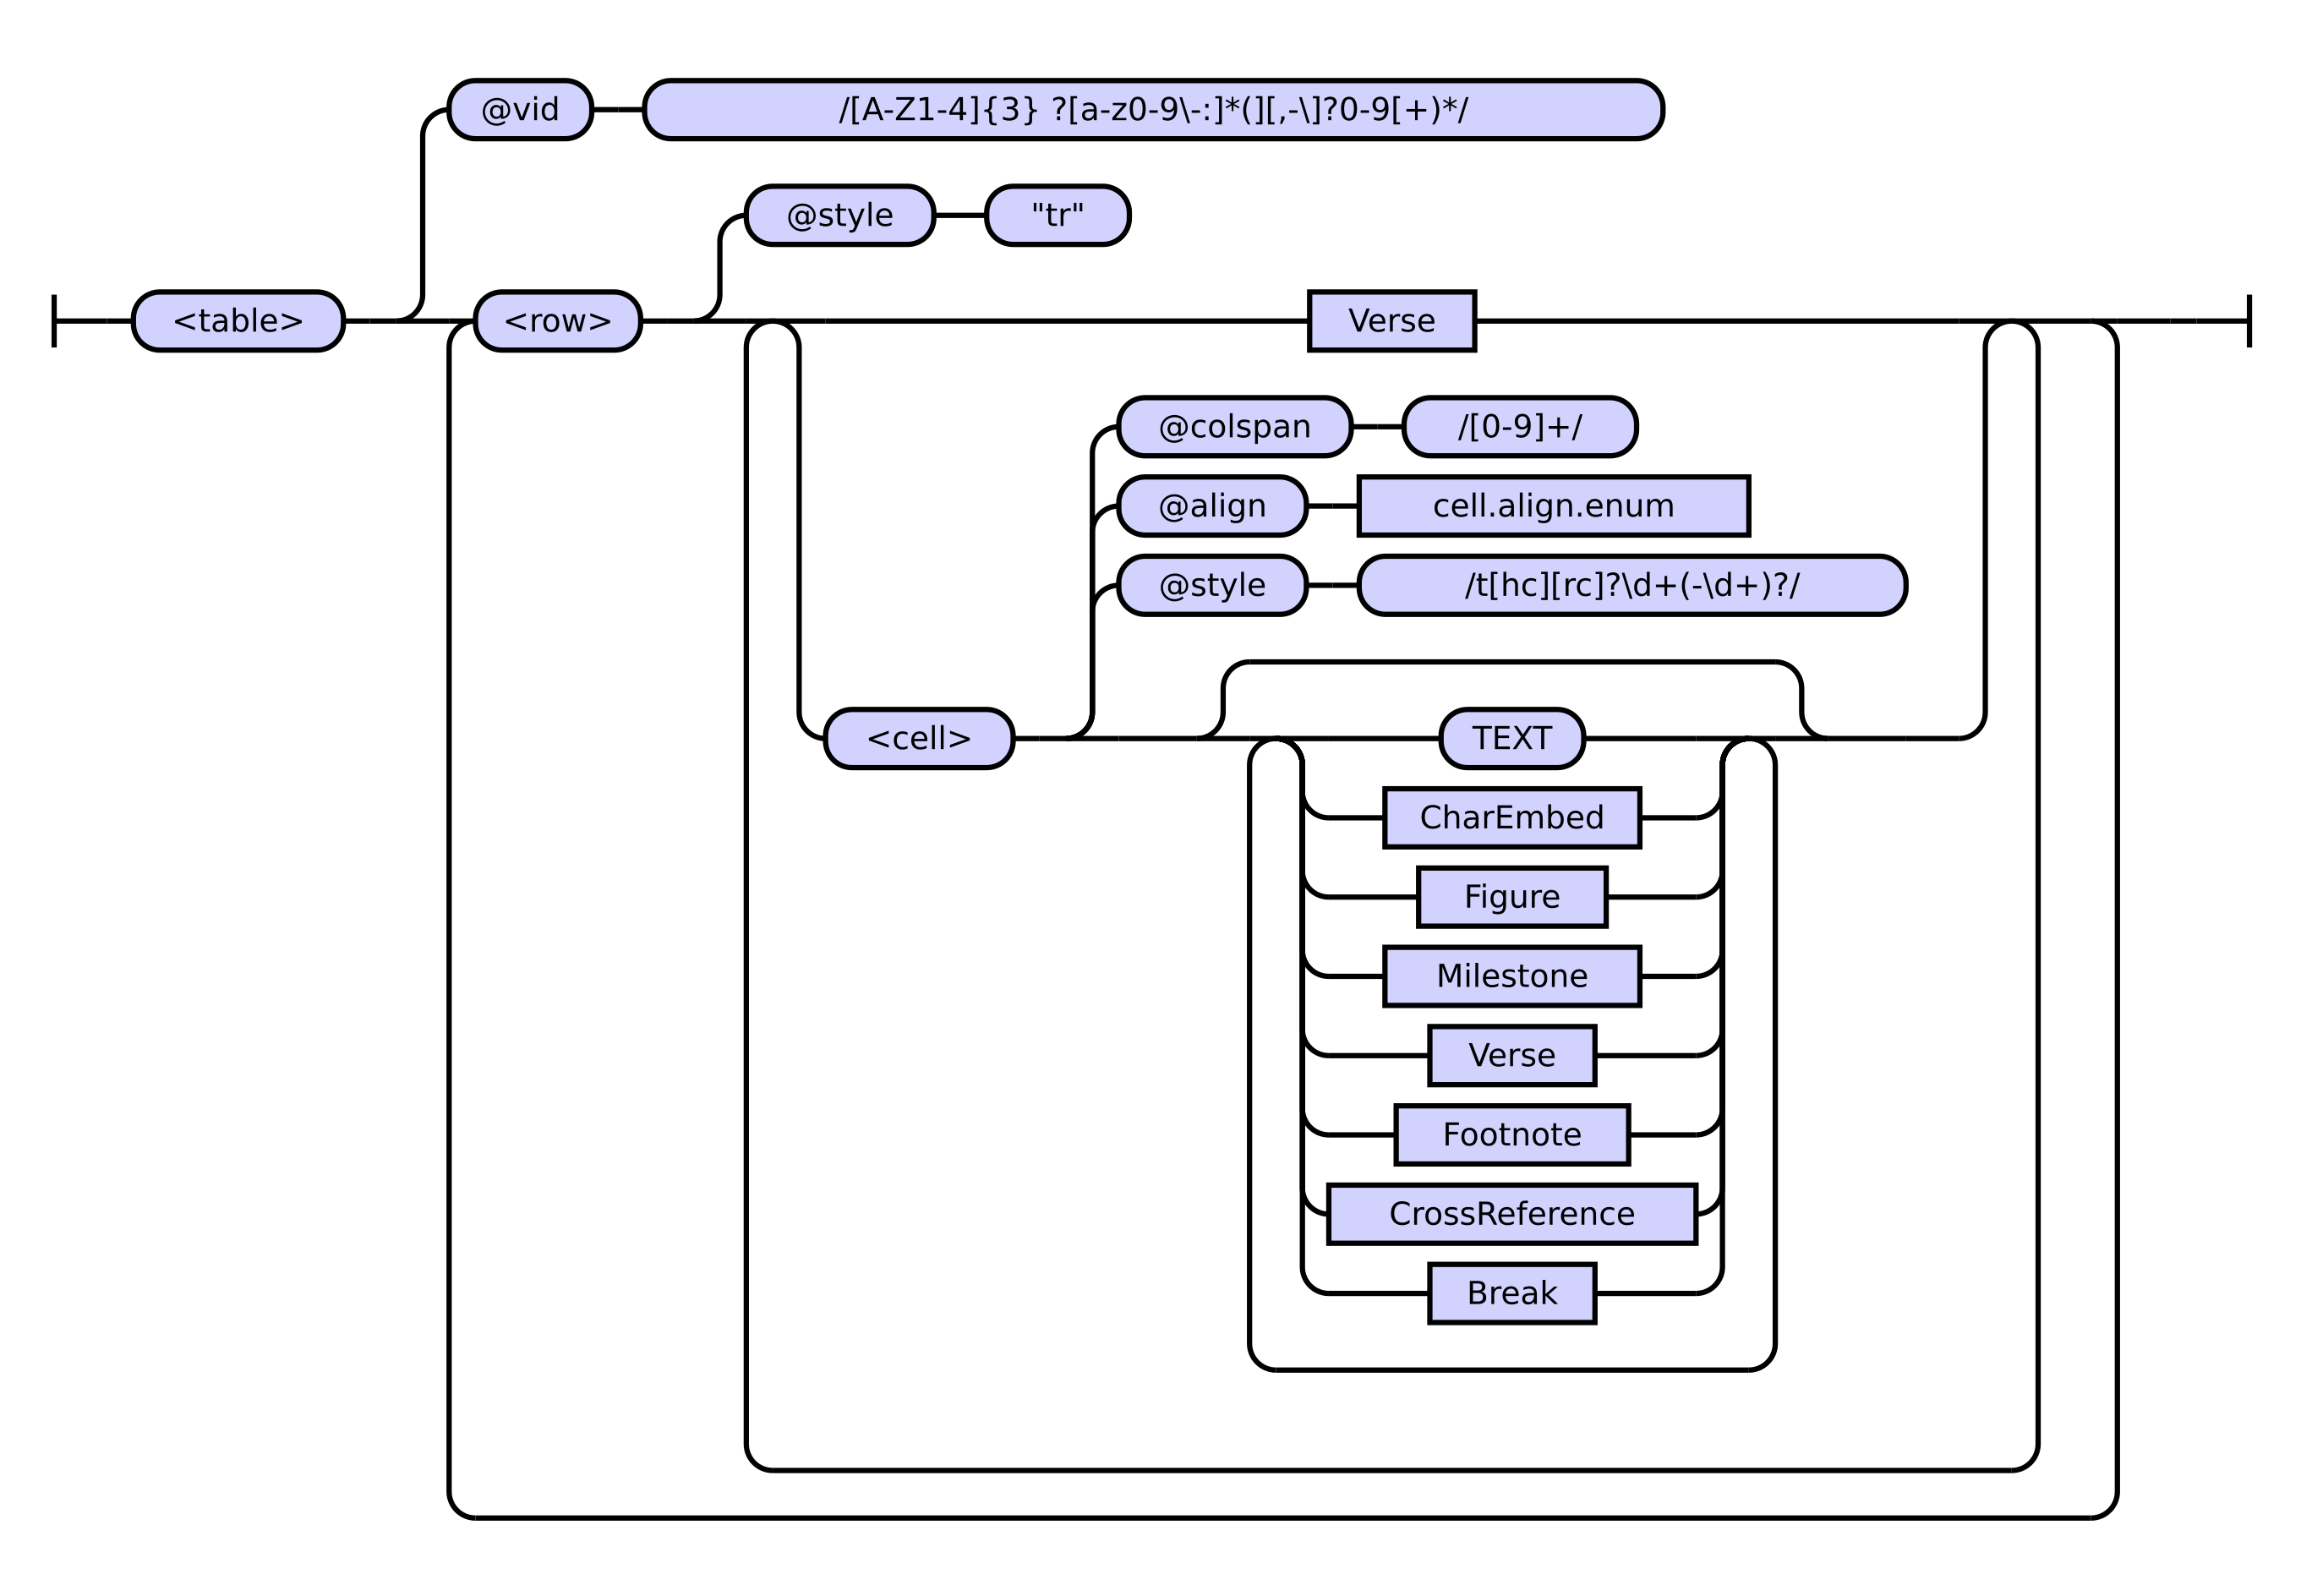 @vid /[A-Z1-4]{3} ?[a-z0-9\-:]*(][,-\]?0-9[+)*/
@style "tr"
<table> <row> Verse
@colspan /[0-9]+/
@align cell.align.enum
@style /t[hc][rc]?\d+(-\d+)?/
<cell> TEXT
CharEmbed
Figure
Milestone
Verse
Footnote
CrossReference
Break